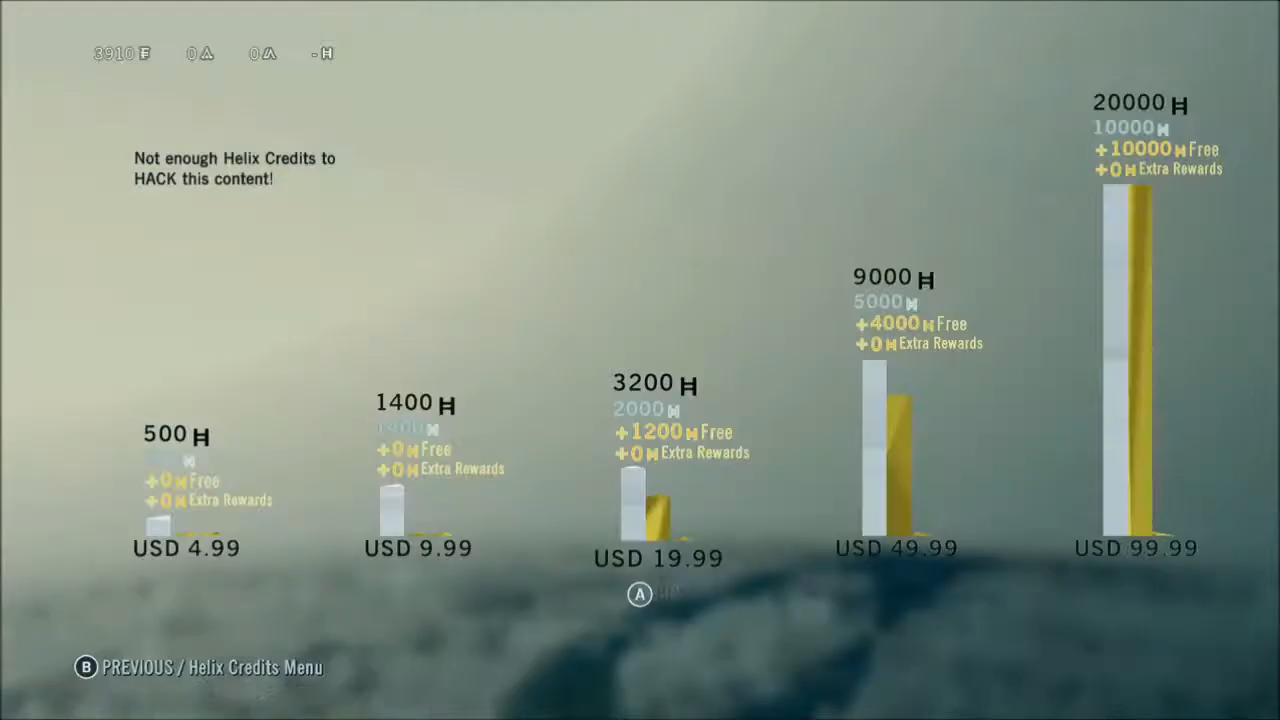 3910
0
0
-H
Not enough Helix Credits to
HACK this content!
500 H
+0 H Free
+0 H Extra Rewards
USD 4.99
1400 H
+0 H Free
+0 H Extra Rewards
USD 9.99
3200 H
2000 H
+1200 H Free
+0 H Extra Rewards
USD 19.99
9000 H
5000 H
+4000 H Free
+0 H Extra Rewards
USD 49.99
20000 H
10000 H
+10000 H Free
+0 H Extra Rewards
USD 99.99
A
B PREVIOUS / Helix Credits Menu